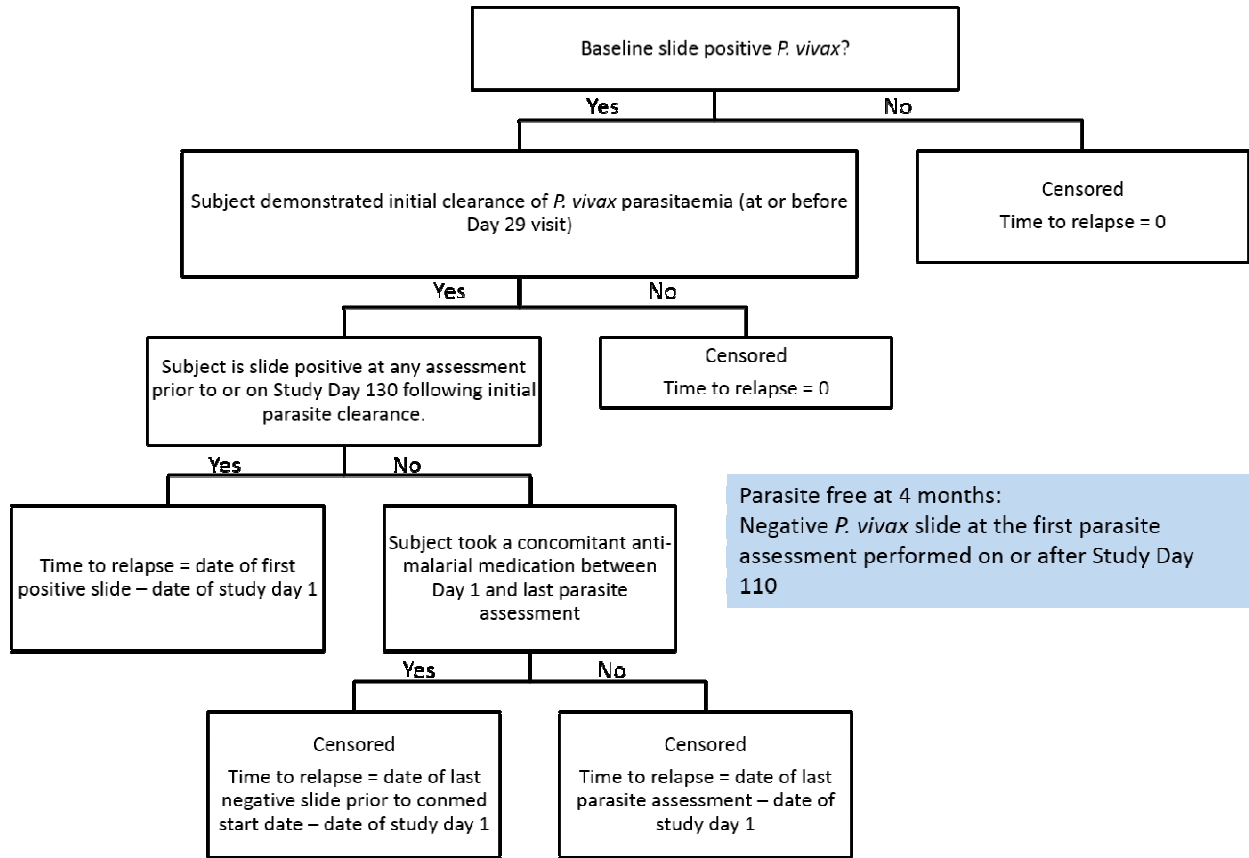 Baseline slide positive P. vivax?
Yes
No
Subject demonstrated initial clearance of P. vivax parasitaemia (at or before
Day 29 visit)
Censored
Time to relapse = 0
Yes
No
Subject is slide positive at any assessment
prior to or on Study Day 130 following initial
parasite clearance.
Censored
Time to relapse = 0
Yes
No
Time to relapse = date of first
positive slide – date of study day 1
Subject took a concomitant anti-
malarial medication between
Day 1 and last parasite
assessment
Parasite free at 4 months:
Negative P. vivax slide at the first parasite
assessment performed on or after Study Day
110
Yes
No
Censored
Time to relapse = date of last
negative slide prior to conmed
start date – date of study day 1
Censored
Time to relapse = date of last
parasite assessment – date of
study day 1